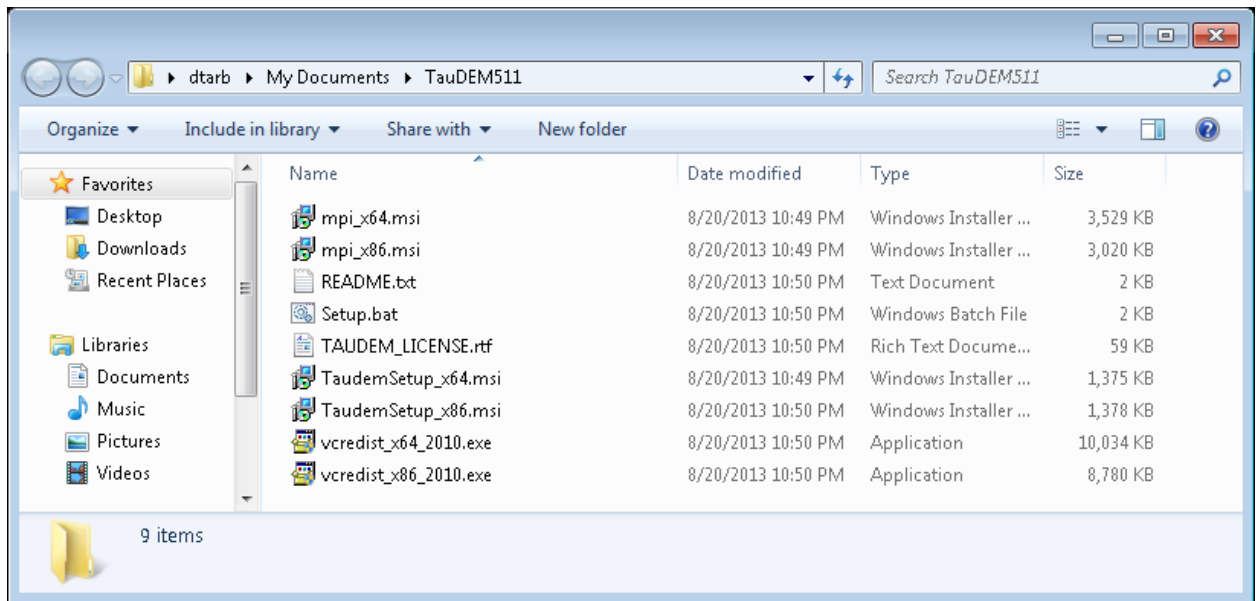 dtarb ▸ My Documents ▸ TauDEM511 Search TauDEM511
Organize Include in library Share with New folder
Favorites
Desktop
Downloads
Recent Places
Libraries
Documents
Music
Pictures
Videos
Name Date modified Type Size
mpi_x64.msi 8/20/2013 10:49 PM Windows Installer ... 3,529 KB
mpi_x86.msi 8/20/2013 10:49 PM Windows Installer ... 3,020 KB
README.txt 8/20/2013 10:50 PM Text Document 2 KB
Setup.bat 8/20/2013 10:50 PM Windows Batch File 2 KB
TAUDEM_LICENSE.rtf 8/20/2013 10:50 PM Rich Text Docume... 59 KB
TaudemSetup_x64.msi 8/20/2013 10:49 PM Windows Installer ... 1,375 KB
TaudemSetup_x86.msi 8/20/2013 10:50 PM Windows Installer ... 1,378 KB
vcredist_x64_2010.exe 8/20/2013 10:50 PM Application 10,034 KB
vcredist_x86_2010.exe 8/20/2013 10:50 PM Application 8,780 KB
9 items